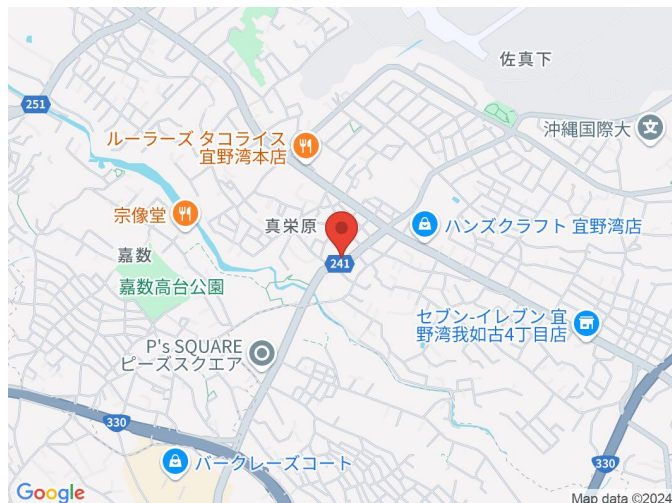 佐真下
251
沖縄国際大
ルーラーズ タコライス
宜野湾本店
宗像堂
真栄原
ハンズクラフト 宜野湾店
嘉数
241
嘉数高台公園
セブン-イレブン 宜
野湾我如古4丁目店
P's SQUARE
ピーズスクエア
330
バークレーズコート
330
Google
Map data ©2024